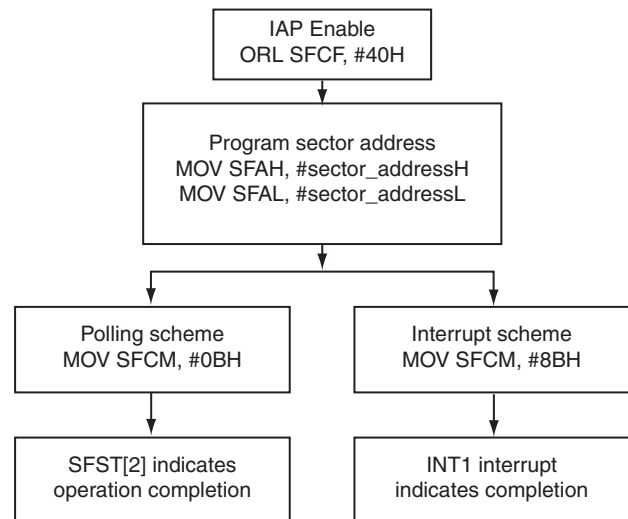 IAP Enable
ORL SFCF, #40H
Program sector address
MOV SFAH, #sector_addressH
MOV SFAL, #sector_addressL
Polling scheme
MOV SFCM, #0BH
Interrupt scheme
MOV SFCM, #8BH
SFST[2] indicates
operation completion
INT1 interrupt
indicates completion